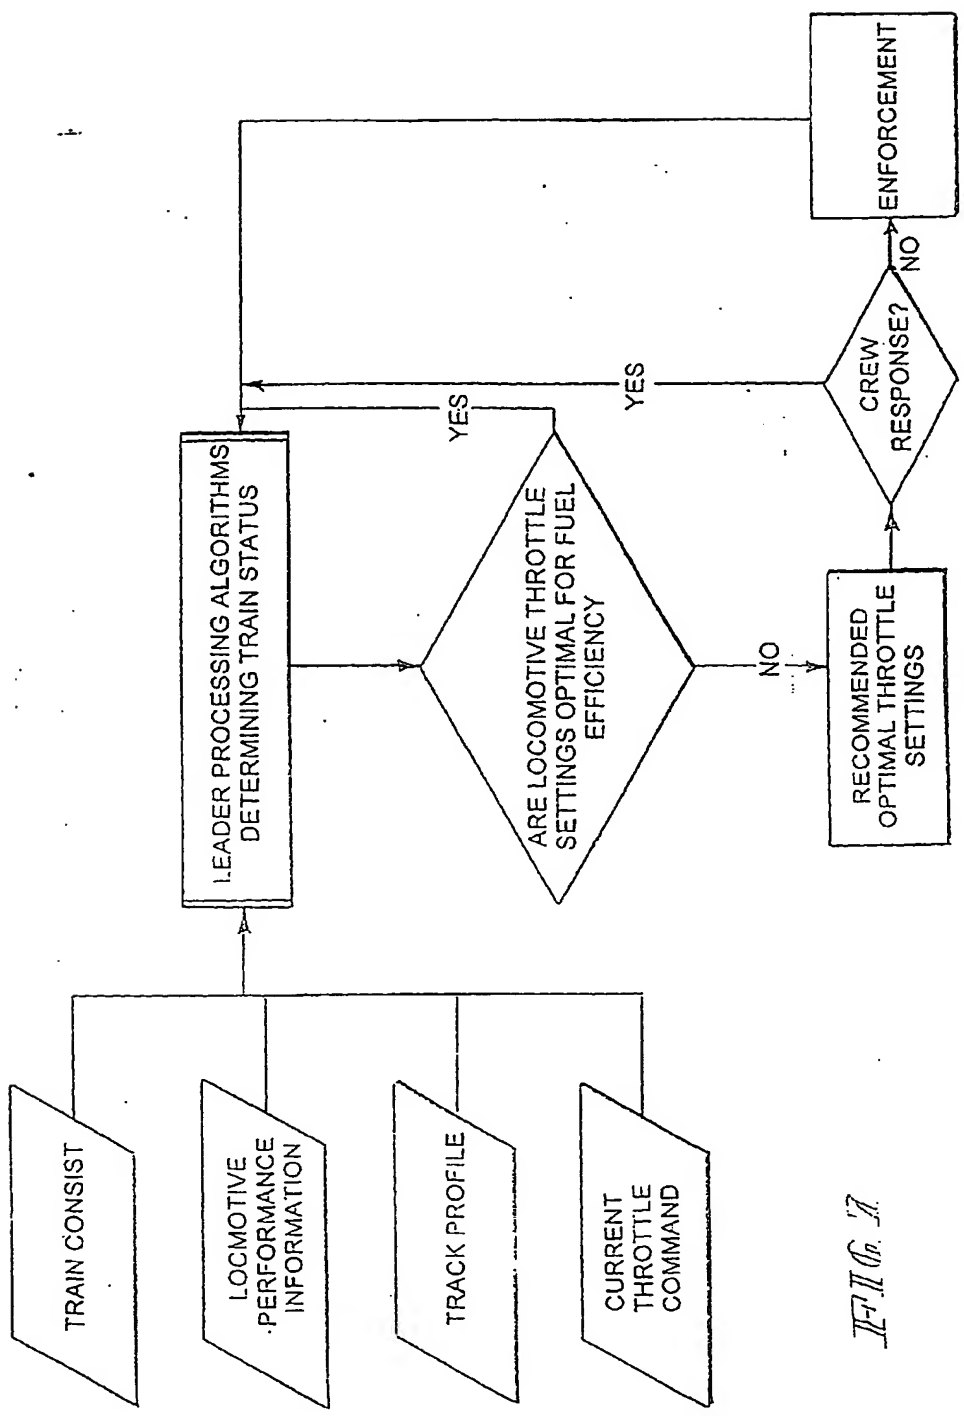 TRAIN CONSIST
LOCMOTIVE
PERFORMANCE
INFORMATION
TRACK PROFILE
CURRENT
THROTTLE
COMMAND
LEADER PROCESSING ALGORITHMS
DETERMINING TRAIN STATUS
ARE LOCOMOTIVE THROTTLE
SETTINGS OPTIMAL FOR FUEL
EFFICIENCY
YES
NO
RECOMMENDED
OPTIMAL THROTTLE
SETTINGS
CREW
RESPONSE?
YES
NO
ENFORCEMENT